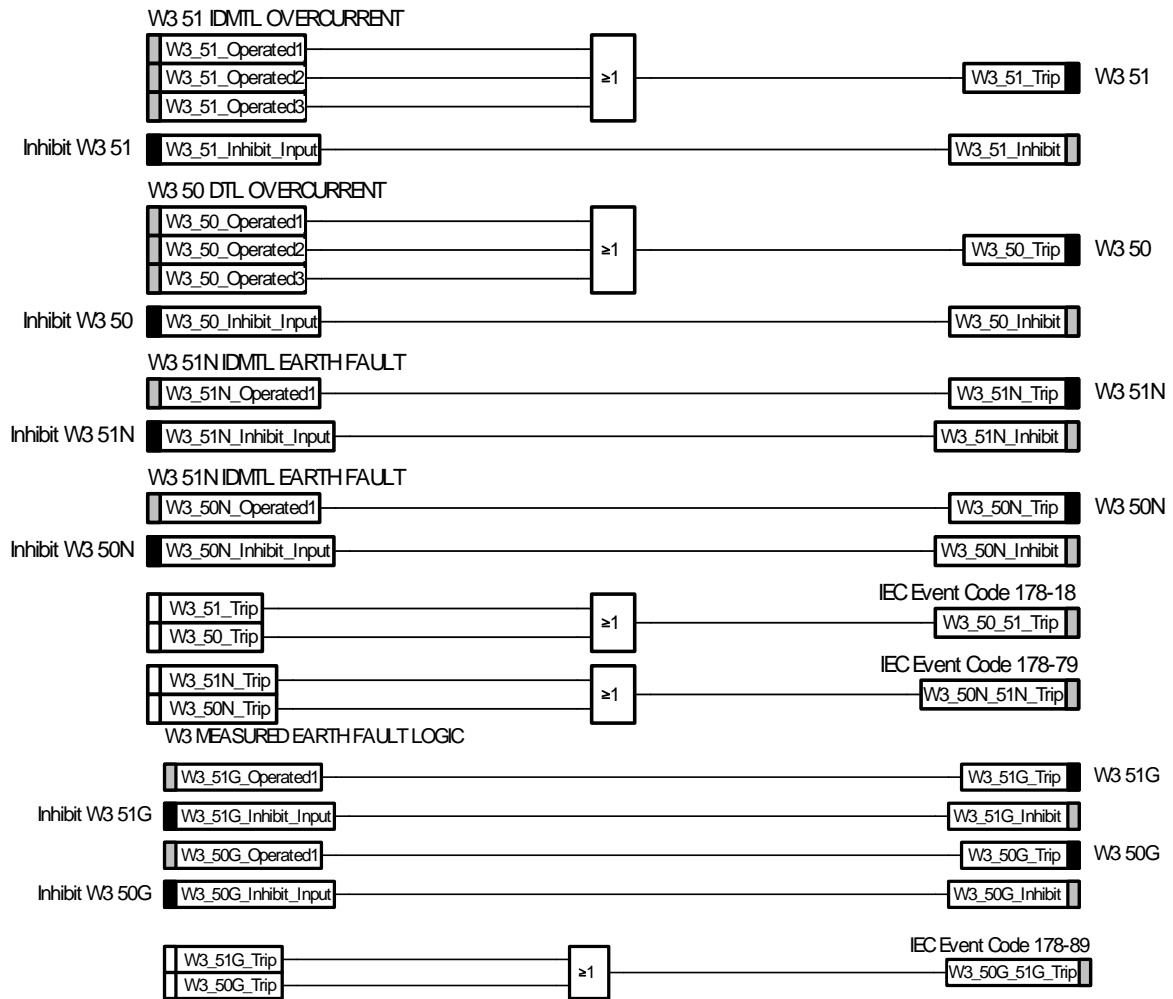 W3 51 IDMTL OVERCURRENT
W3_51_Operated1
W3_51_Operated2
≥1
W3_51_Trip
W3 51
W3_51_Operated3
Inhibit W3 51
W3_51_Inhibit_Input
W3_51_Inhibit
W3 50 DTL OVERCURRENT
W3_50_Operated1
W3_50_Operated2
≥1
W3_50_Trip
W3 50
W3_50_Operated3
Inhibit W3 50
W3_50_Inhibit_Input
W3_50_Inhibit
W3 51N IDMTL EARTH FAULT
W3_51N_Operated1
W3_51N_Trip
W3 51N
Inhibit W3 51N
W3_51N_Inhibit_Input
W3_51N_Inhibit
W3 51N IDMTL EARTH FAULT
W3_50N_Operated1
W3_50N_Trip
W3 50N
Inhibit W3 50N
W3_50N_Inhibit_Input
W3_50N_Inhibit
IEC Event Code 178-18
W3_51_Trip
≥1
W3_50_51_Trip
W3_50_Trip
IEC Event Code 178-79
W3_51N_Trip
≥1
W3_50N_51N_Trip
W3_50N_Trip
W3 MEASURED EARTH FAULT LOGIC
W3_51G_Operated1
W3_51G_Trip
W3 51G
Inhibit W3 51G
W3_51G_Inhibit_Input
W3_51G_Inhibit
W3_50G_Operated1
W3_50G_Trip
W3 50G
Inhibit W3 50G
W3_50G_Inhibit_Input
W3_50G_Inhibit
IEC Event Code 178-89
W3_51G_Trip
≥1
W3_50G_51G_Trip
W3_50G_Trip